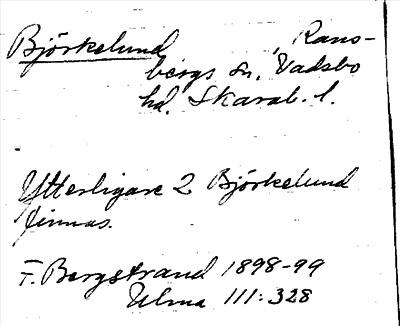 Björkelund, Rans-
bergs sn, Vadsbo
hd, Skarab. l.
Ytterligare 2 Björkelund
finnas.
F. Bergstrand 1898-99
Ulma 111:328